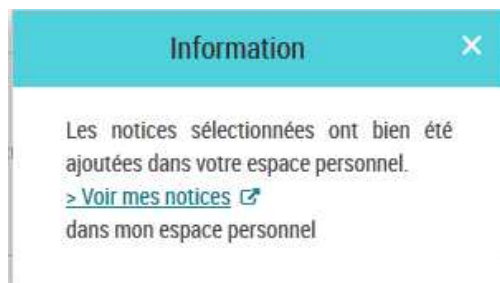 Information
Les notices sélectionnées ont bien été
ajoutées dans votre espace personnel.
> Voir mes notices
dans mon espace personnel